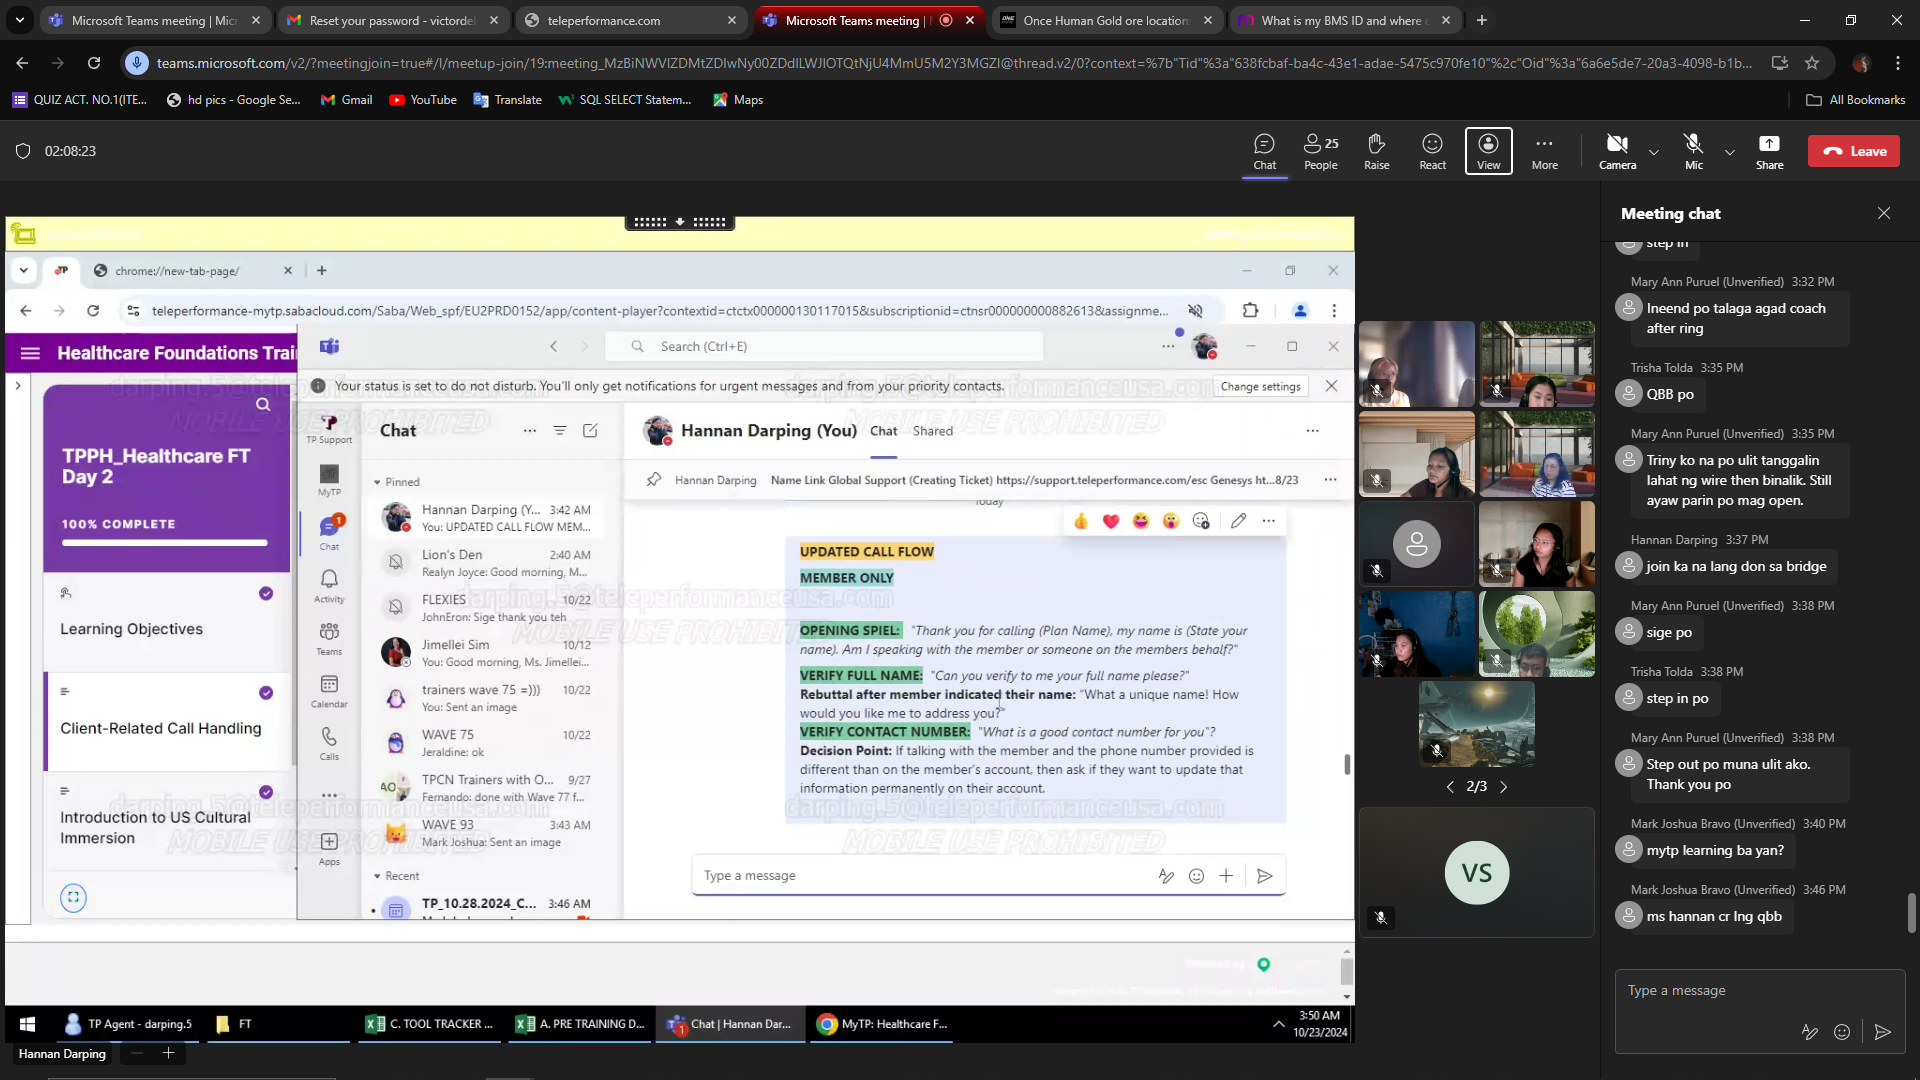 Microsoft Teams meeting | Micr
Reset your password - victordel
teleperformance.com
Microsoft Teams meeting |
Once Human Gold ore location
What is my BMS ID and where
teams.microsoft.com/v2/?meetingjoin=true#/l/meetup-join/19:meeting_MzBiNWVlZDMtZDIwNy00ZDdlLWJlOTQtNjU4MmU5M2Y3MGZl@thread.v2/0?context=%7b"Tid"%3a"638fcbaf-ba4c-43e1-adae-5475c970fe10"%2c"Oid"%3a"6a6e5de7-20a3-4098-b1b...
QUIZ ACT. NO.1(ITE...
hd pics - Google Se...
Gmail
YouTube
Translate
SQL SELECT Statem...
Maps
All Bookmarks
02:08:23
25
Chat
People
Raise
React
View
More
Camera
Mic
Share
Leave
chrome://new-tab-page/
teleperformance-mytp.sabacloud.com/Saba/Web_spf/EU2PRD0152/app/content-player?contextid=ctctx000000130117015&subscriptionid=ctnsr000000000882613&assignme...
Healthcare Foundations Trai
Search (Ctrl+E)
Your status is set to do not disturb. You'll only get notifications for urgent messages and from your priority contacts.
Change settings
TPPH_Healthcare FT
Day 2
100% COMPLETE
Learning Objectives
Client-Related Call Handling
Introduction to US Cultural
Immersion
TP Support
MyTP
1
Chat
Activity
Teams
Calendar
Calls
Apps
Chat
Pinned
Hannan Darping (Y... 3:42 AM
You: UPDATED CALL FLOW MEM...
Lion's Den 2:40 AM
Realyn Joyce: Good morning, M...
FLEXIES 10/22
JohnEron: Sige thank you teh
Jimellei Sim 10/12
You: Good morning, Ms. Jimellei...
trainers wave 75 =))) 10/22
You: Sent an image
WAVE 75 10/22
Jeraldine: ok
TPCN Trainers with O... 9/27
Fernando: done with Wave 77 f...
WAVE 93 3:43 AM
Mark Joshua: Sent an image
Recent
TP_10.28.2024_C... 3:46 AM
Hannan Darping (You)
Chat
Shared
Hannan Darping Name Link Global Support (Creating Ticket) https://support.teleperformance.com/esc Genesys ht...8/23
Today
UPDATED CALL FLOW
MEMBER ONLY
OPENING SPIEL: "Thank you for calling (Plan Name), my name is (State your
name). Am I speaking with the member or someone on the members behalf?"
VERIFY FULL NAME: "Can you verify to me your full name please?"
Rebuttal after member indicated their name: "What a unique name! How
would you like me to address you?"
VERIFY CONTACT NUMBER: "What is a good contact number for you"?
Decision Point: If talking with the member and the phone number provided is
different than on the member's account, then ask if they want to update that
information permanently on their account.
Type a message
darping.5@teleperformanceusa.com
MOBILE USE PROHIBITED
TP Agent - darping.5
FT
C. TOOL TRACKER ...
A. PRE TRAINING D...
1
Chat | Hannan Dar...
MyTP: Healthcare F...
3:50 AM
10/23/2024
Hannan Darping
2/3
VS
Meeting chat
step in
Mary Ann Puruel (Unverified) 3:32 PM
Ineend po talaga agad coach
after ring
Trisha Tolda 3:35 PM
QBB po
Mary Ann Puruel (Unverified) 3:35 PM
Triny ko na po ulit tanggalin
lahat ng wire then binalik. Still
ayaw parin po mag open.
Hannan Darping 3:37 PM
join ka na lang don sa bridge
Mary Ann Puruel (Unverified) 3:38 PM
sige po
Trisha Tolda 3:38 PM
step in po
Mary Ann Puruel (Unverified) 3:38 PM
Step out po muna ulit ako.
Thank you po
Mark Joshua Bravo (Unverified) 3:40 PM
mytp learning ba yan?
Mark Joshua Bravo (Unverified) 3:46 PM
ms hannan cr lng qbb
Type a message